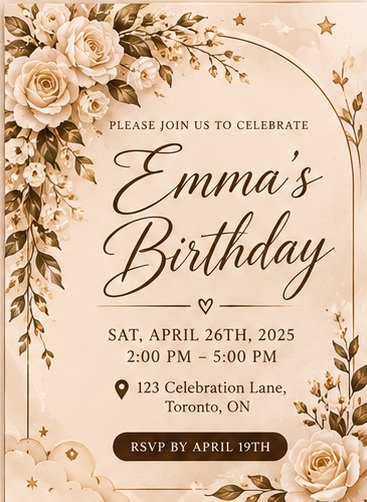 PLEASE JOIN US TO CELEBRATE
Emma's
Birthday
SAT, APRIL 26TH, 2025
2:00 PM – 5:00 PM
123 Celebration Lane,
Toronto, ON
RSVP BY APRIL 19TH